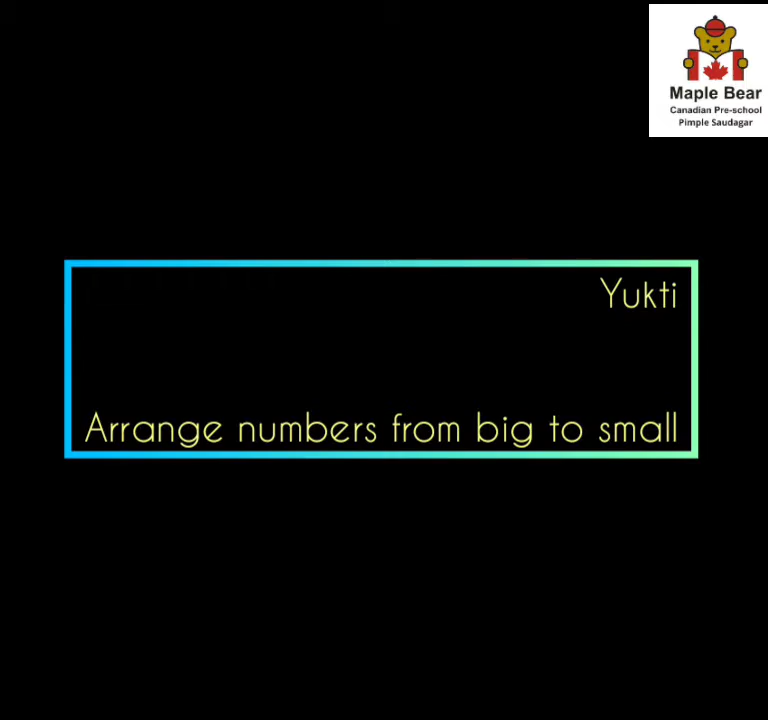 Maple Bear
Canadian Pre-school
Pimple Saudagar
Yukti
Arrange numbers from big to small